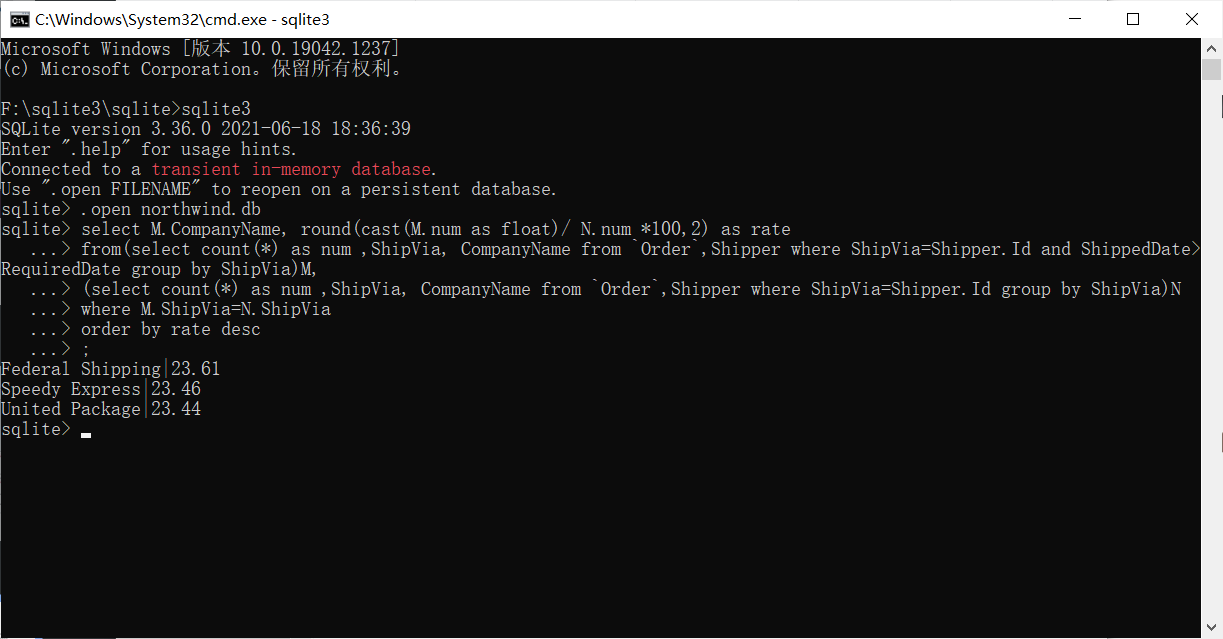 C:\Windows\System32\cmd.exe - sqlite3
Microsoft Windows [版本 10.0.19042.1237]
(c) Microsoft Corporation。保留所有权利。
F:\sqlite3\sqlite>sqlite3
SQLite version 3.36.0 2021-06-18 18:36:39
Enter ".help" for usage hints.
Connected to a transient in-memory database.
Use ".open FILENAME" to reopen on a persistent database.
sqlite> .open northwind.db
sqlite> select M.CompanyName, round(cast(M.num as float)/ N.num *100,2) as rate
   ...> from(select count(*) as num ,ShipVia, CompanyName from `Order`,Shipper where ShipVia=Shipper.Id and ShippedDate>
RequiredDate group by ShipVia)M,
   ...> (select count(*) as num ,ShipVia, CompanyName from `Order`,Shipper where ShipVia=Shipper.Id group by ShipVia)N
   ...> where M.ShipVia=N.ShipVia
   ...> order by rate desc
   ...> ;
Federal Shipping|23.61
Speedy Express|23.46
United Package|23.44
sqlite>